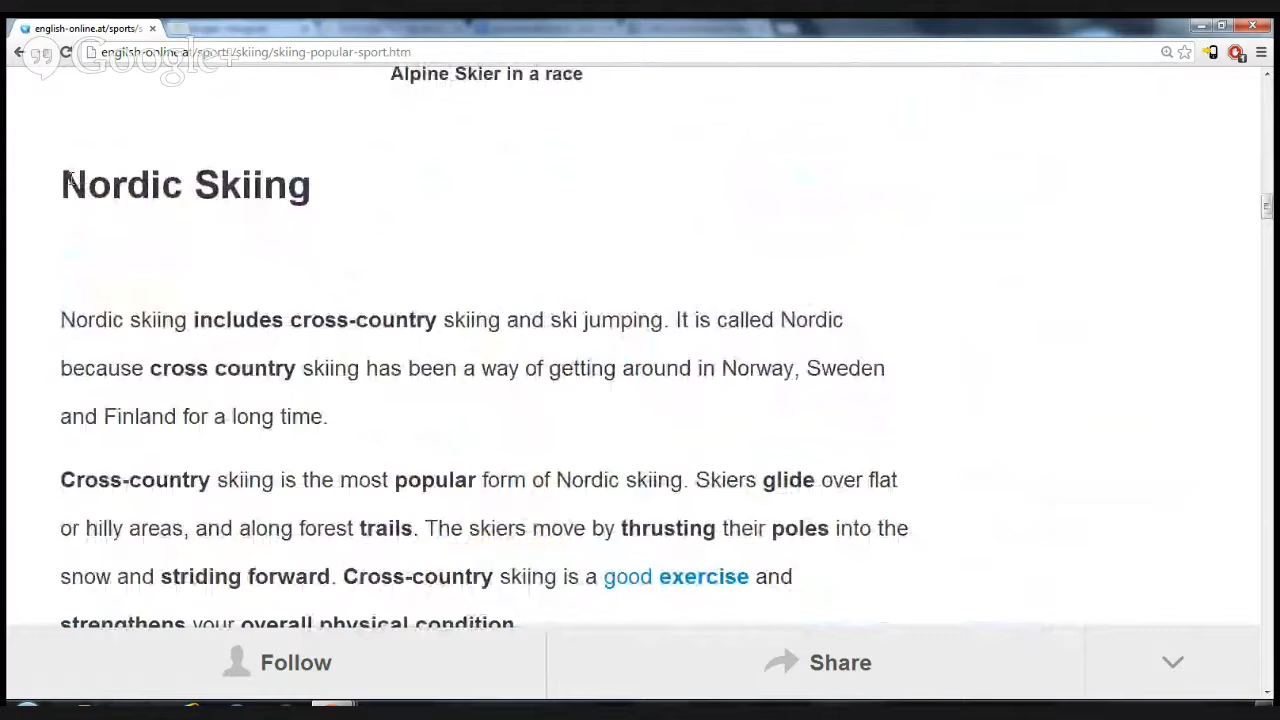 english-online.at/sports/s
english-online.at/sports/skiing/skiing-popular-sport.htm
Google+
Alpine Skier in a race
Nordic Skiing
Nordic skiing includes cross-country skiing and ski jumping. It is called Nordic
because cross country skiing has been a way of getting around in Norway, Sweden
and Finland for a long time.
Cross-country skiing is the most popular form of Nordic skiing. Skiers glide over flat
or hilly areas, and along forest trails. The skiers move by thrusting their poles into the
snow and striding forward. Cross-country skiing is a good exercise and
strengthens your overall physical condition.
Follow
Share